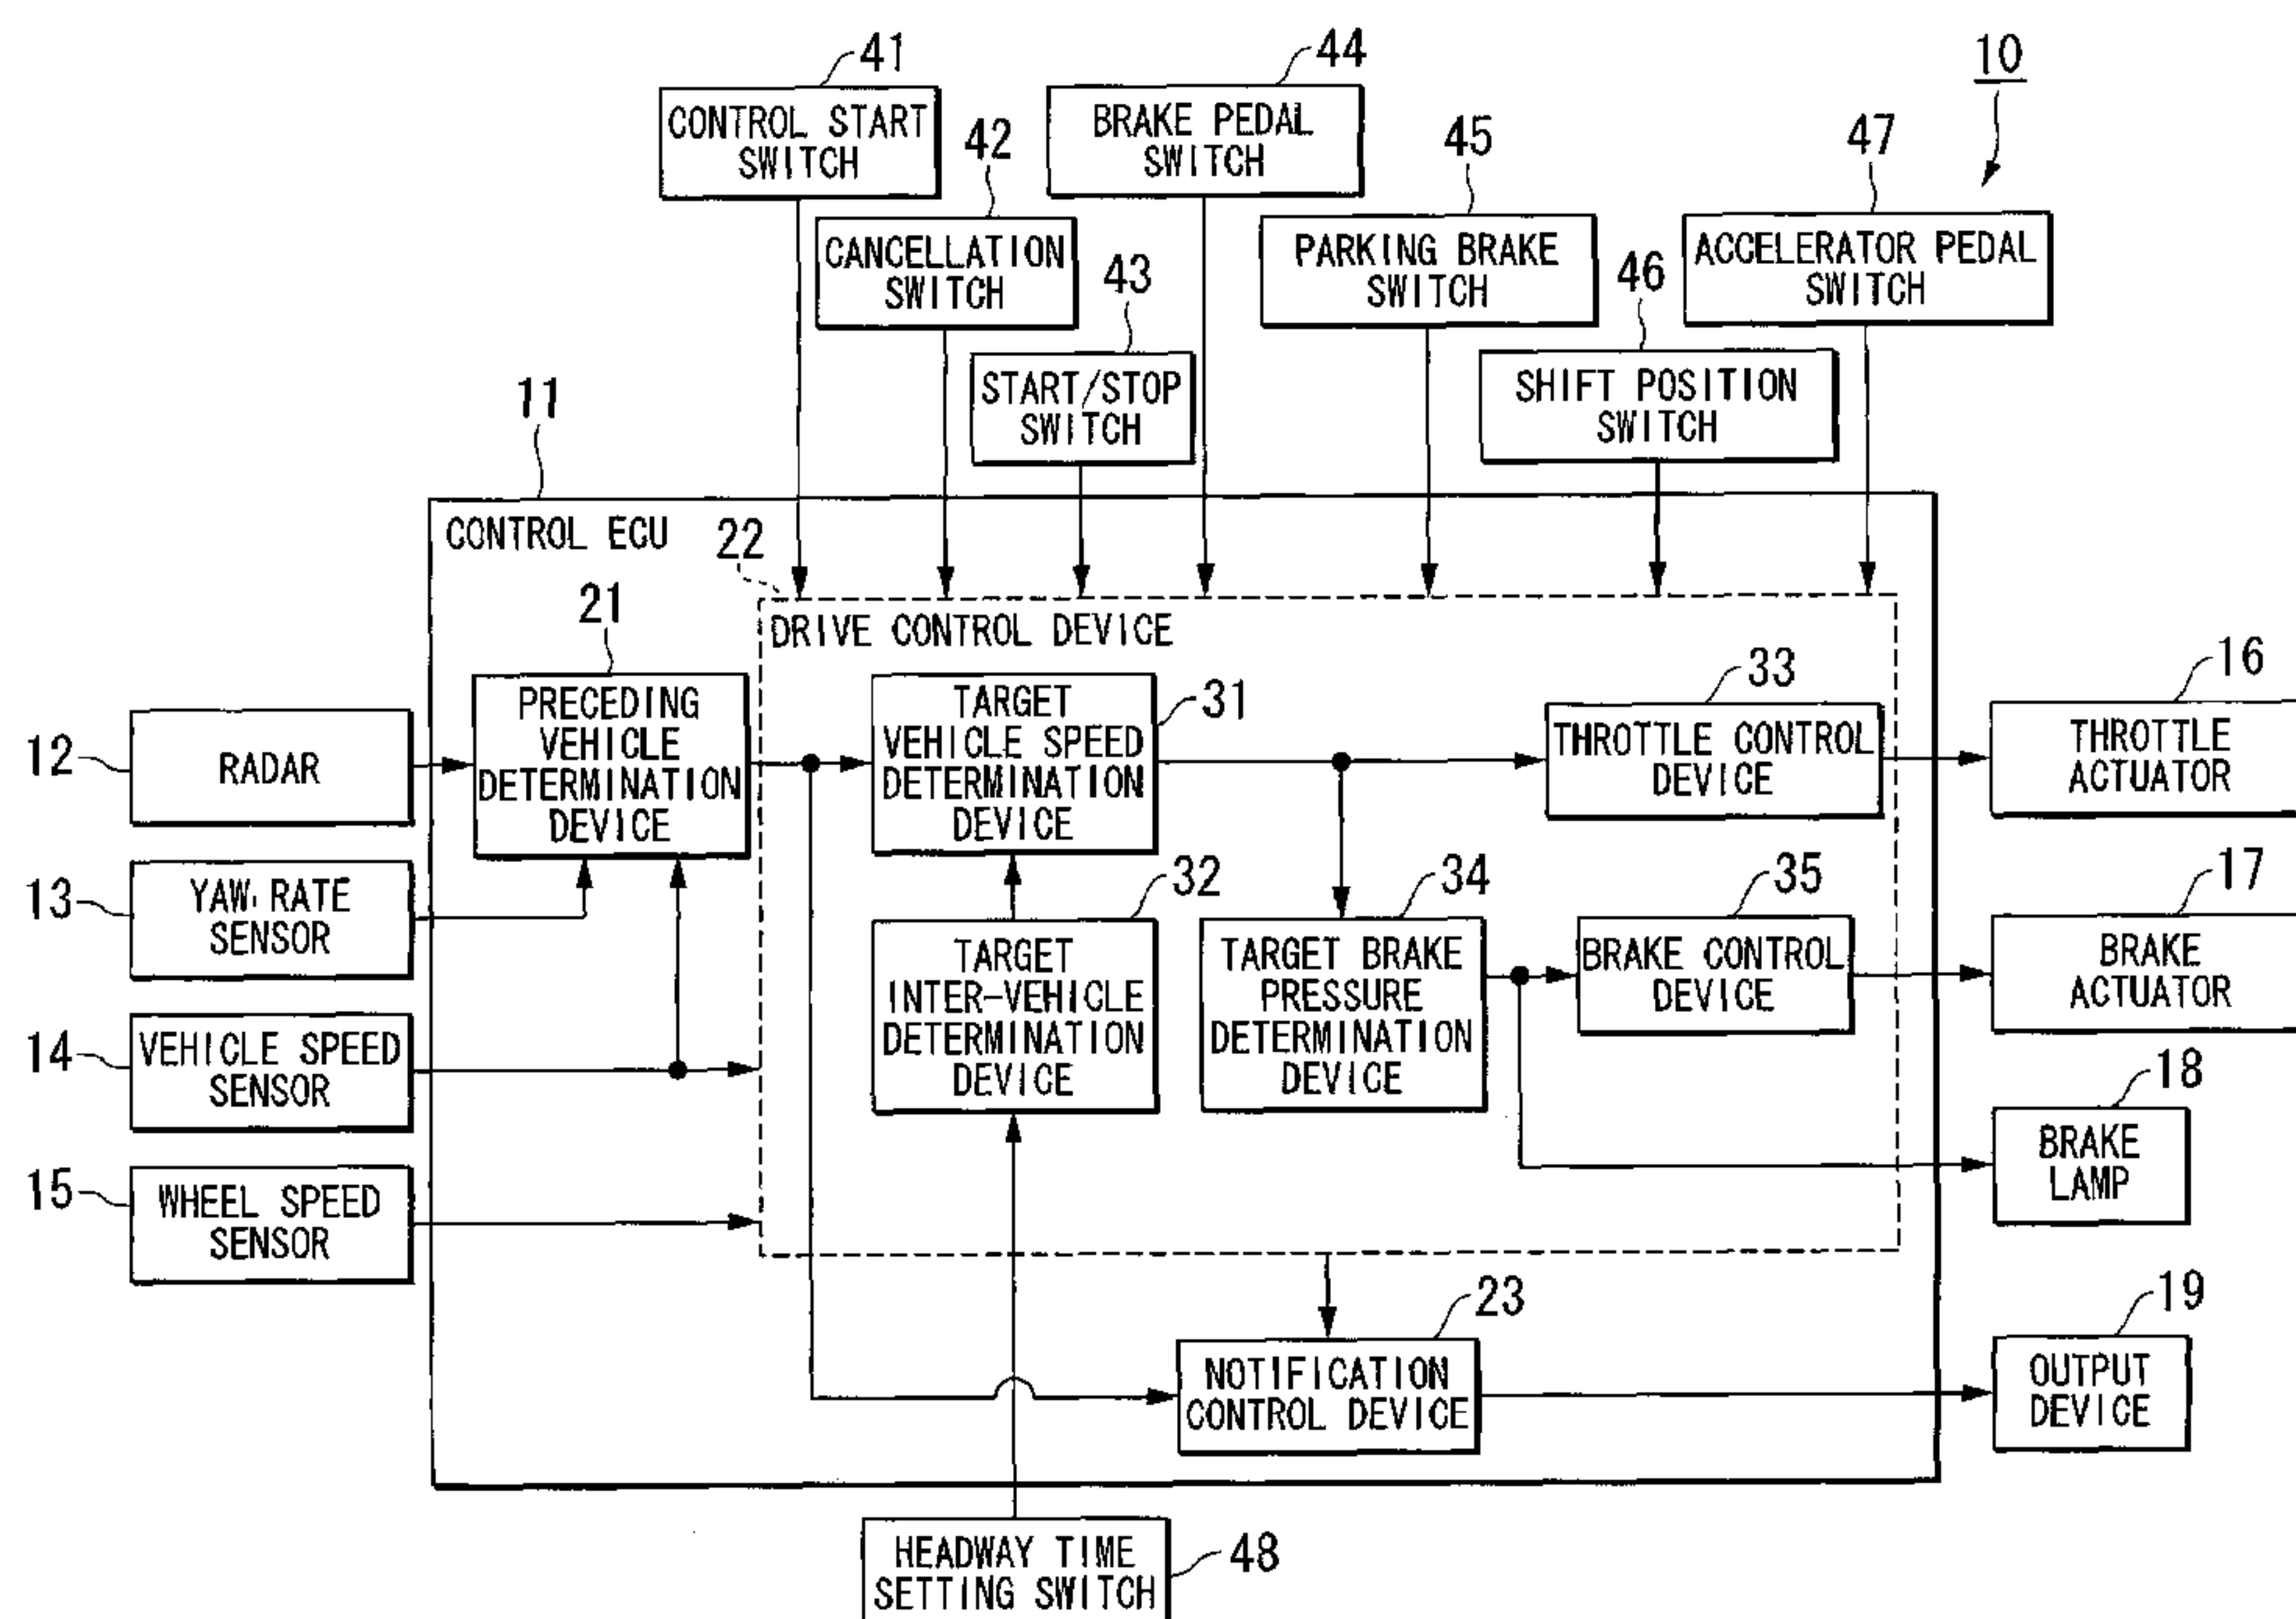 41
44
10
CONTROL START
SWITCH
42
BRAKE PEDAL
SWITCH
45
47
CANCELLATION
SWITCH
43
PARKING BRAKE
SWITCH
46
ACCELERATOR PEDAL
SWITCH
START/STOP
SWITCH
SHIFT POSITION
SWITCH
11
CONTROL ECU
22
21
DRIVE CONTROL DEVICE
12
RADAR
PRECEDING
VEHICLE
DETERMINATION
DEVICE
TARGET
VEHICLE SPEED
DETERMINATION
DEVICE
31
33
THROTTLE CONTROL
DEVICE
16
THROTTLE
ACTUATOR
13
YAW RATE
SENSOR
32
TARGET
INTER-VEHICLE
DETERMINATION
DEVICE
34
TARGET BRAKE
PRESSURE
DETERMINATION
DEVICE
35
BRAKE CONTROL
DEVICE
17
BRAKE
ACTUATOR
14
VEHICLE SPEED
SENSOR
18
BRAKE
LAMP
15
WHEEL SPEED
SENSOR
23
NOTIFICATION
CONTROL DEVICE
19
OUTPUT
DEVICE
HEADWAY TIME
SETTING SWITCH
48